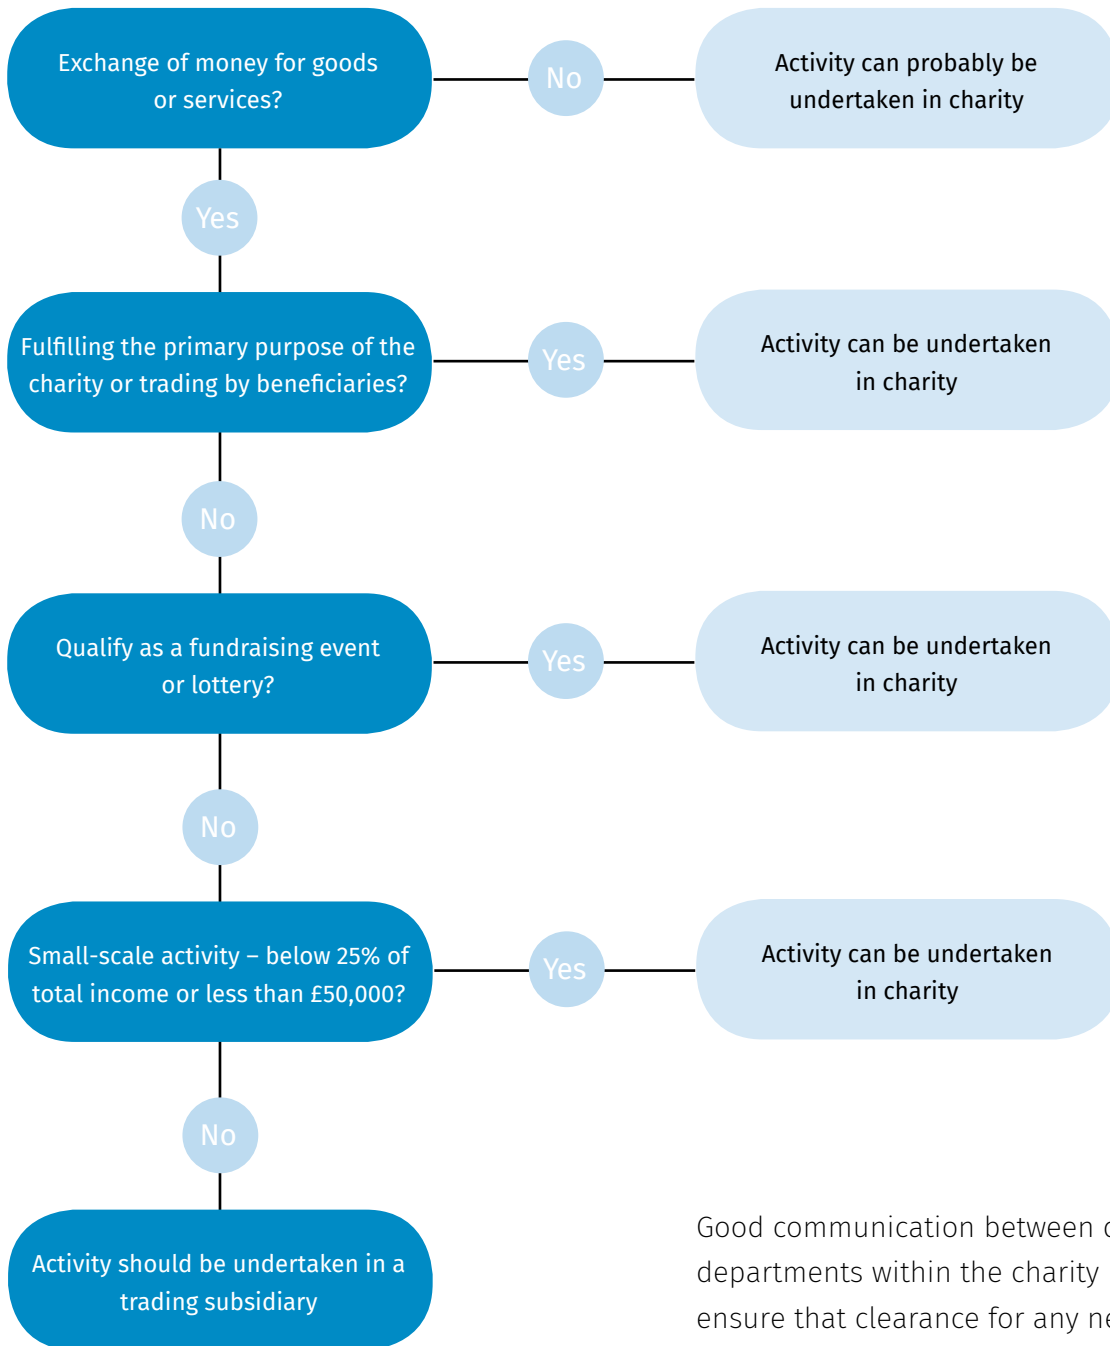 Exchange of money for goods
or services?
No
Activity can probably be
undertaken in charity
Yes
Fulfilling the primary purpose of the
charity or trading by beneficiaries?
Yes
Activity can be undertaken
in charity
No
Qualify as a fundraising event
or lottery?
Yes
Activity can be undertaken
in charity
No
Small-scale activity – below 25% of
total income or less than £50,000?
Yes
Activity can be undertaken
in charity
No
Activity should be undertaken in a
trading subsidiary
Good communication between
departments within the charity
ensure that clearance for any